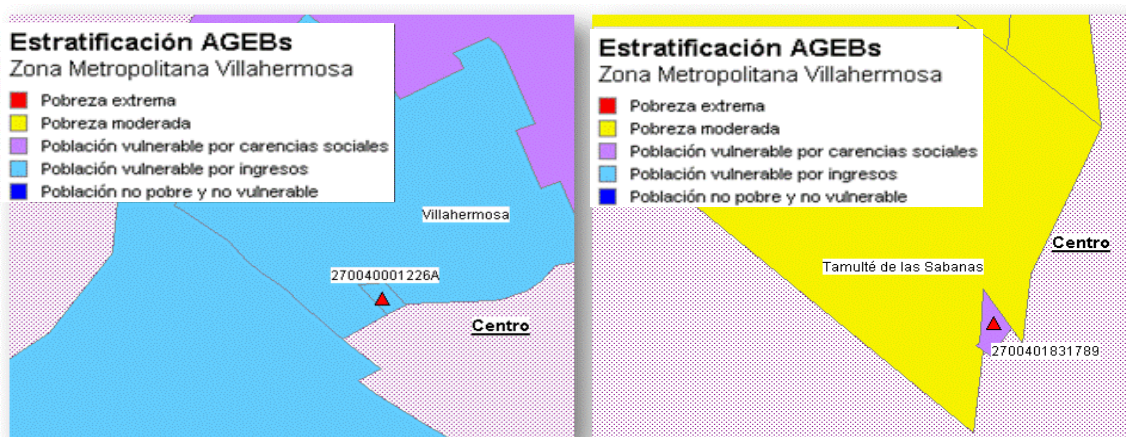 Estratificación AGEBs
Zona Metropolitana Villahermosa
Pobreza extrema
Pobreza moderada
Población vulnerable por carencias sociales
Población vulnerable por ingresos
Población no pobre y no vulnerable
Villahermosa
270040001226A
Centro
Estratificación AGEBs
Zona Metropolitana Villahermosa
Pobreza extrema
Pobreza moderada
Población vulnerable por carencias sociales
Población vulnerable por ingresos
Población no pobre y no vulnerable
Centro
Tamulté de las Sabanas
2700401831789